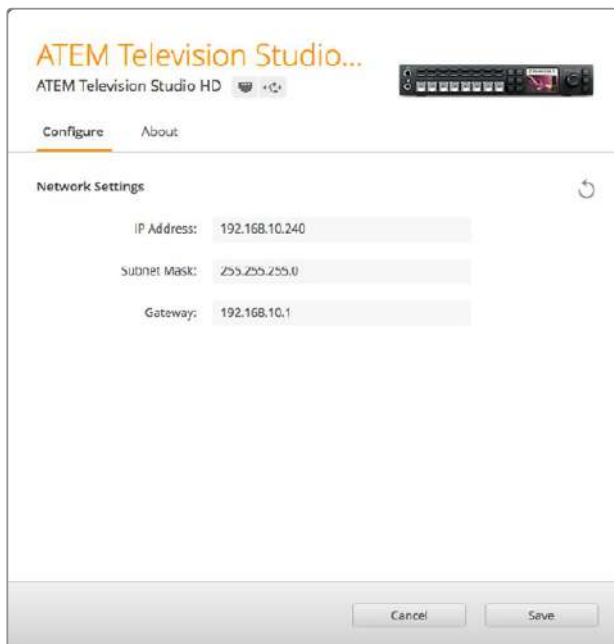 ATEM Television Studio...
ATEM Television Studio HD
Configure About
Network Settings
IP Address: 192.168.10.240
Subnet Mask: 255.255.255.0
Gateway: 192.168.10.1
Cancel Save